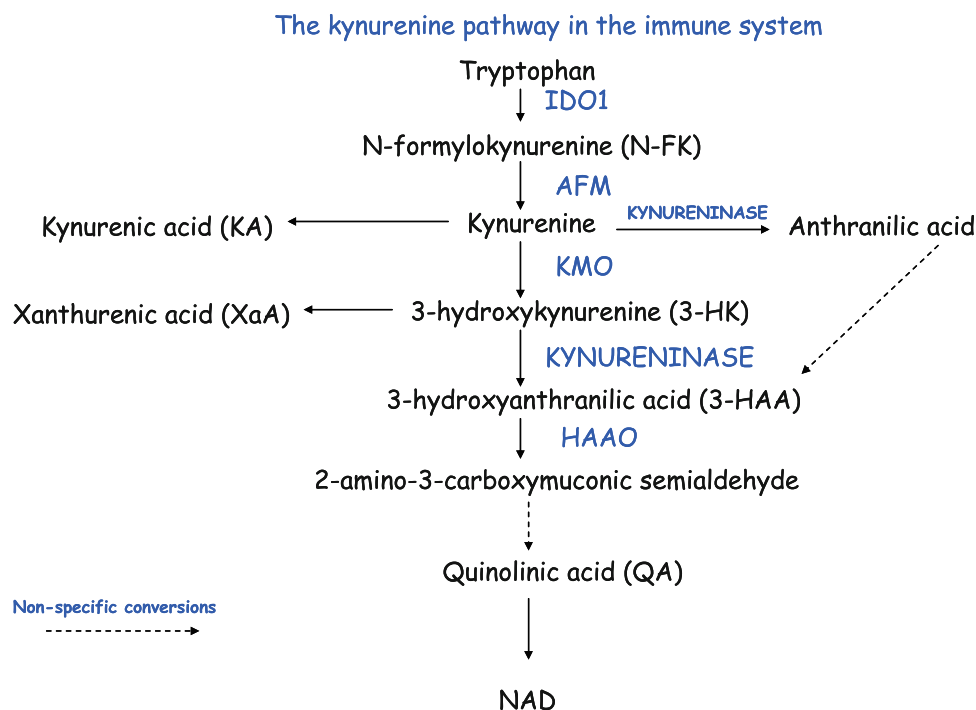 The kynurenine pathway in the immune system
Tryptophan
IDO1
N-formylokynurenine (N-FK)
AFM
Kynurenic acid (KA)
Kynurenine
KYNURENINASE
Anthranilic acid
KMO
Xanthurenic acid (XaA)
3-hydroxykynurenine (3-HK)
KYNURENINASE
3-hydroxyanthranilic acid (3-HAA)
HAAO
2-amino-3-carboxymuconic semialdehyde
Quinolinic acid (QA)
Non-specific conversions
NAD